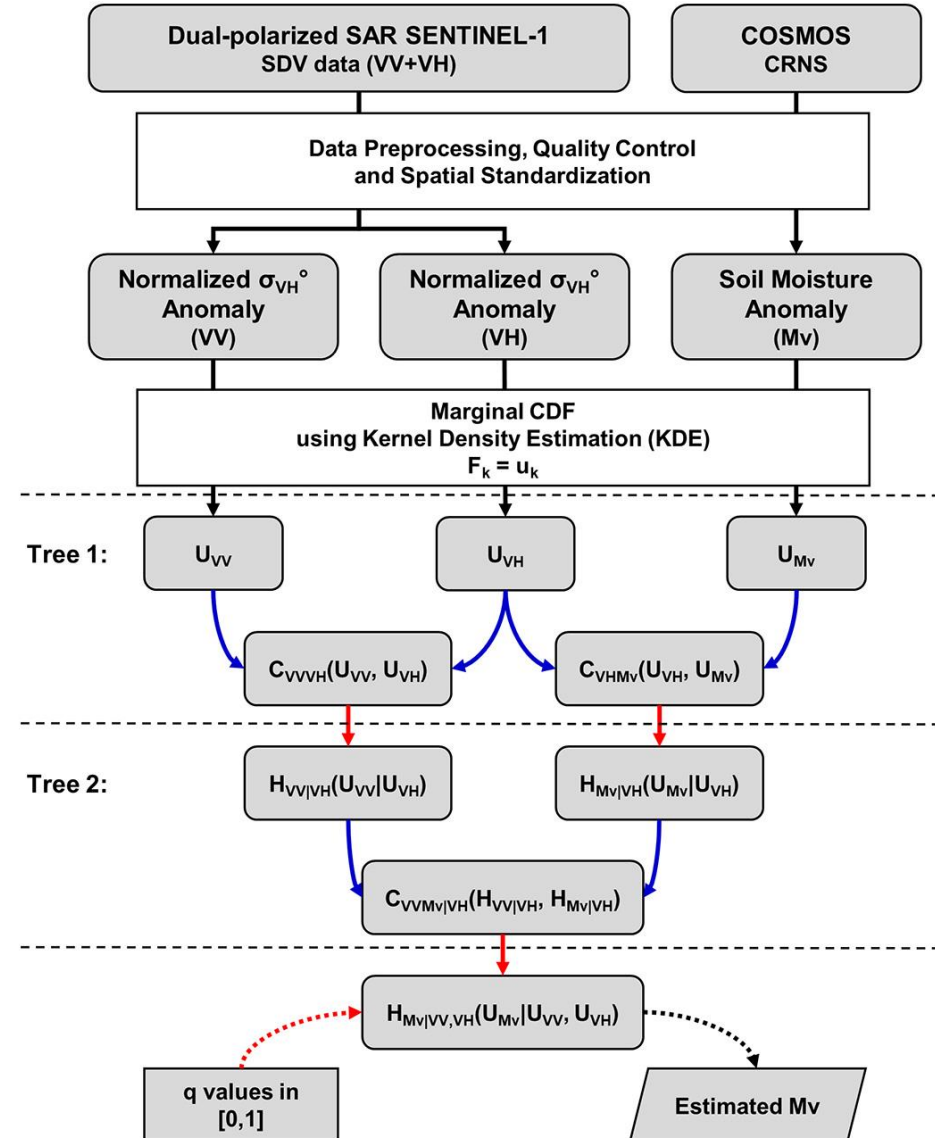 Dual-polarized SAR SENTINEL-1
SDV data (VV+VH)
COSMOS
CRNS
Data Preprocessing, Quality Control
and Spatial Standardization
Normalized σVH°
Anomaly
(VV)
Normalized σVH°
Anomaly
(VH)
Soil Moisture
Anomaly
(Mv)
Marginal CDF
using Kernel Density Estimation (KDE)
Fk = uk
Tree 1:
UVV
UVH
UMv
CVVVH(UVV, UVH)
CVHMv(UVH, UMv)
Tree 2:
HVV|VH(UVV|UVH)
HMv|VH(UMv|UVH)
CVVMv|VH(HVV|VH, HMv|VH)
HMv|VV,VH(UMv|UVV, UVH)
q values in
[0,1]
Estimated Mv